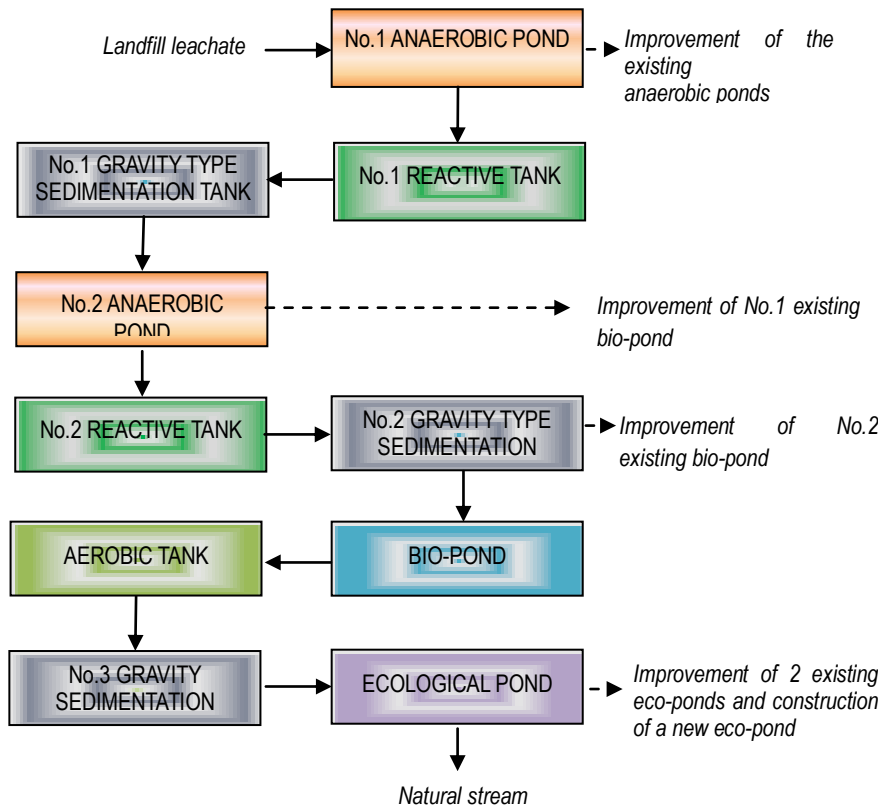 Landfill leachate
No.1 ANAEROBIC POND
Improvement of the
existing
anaerobic ponds
No.1 GRAVITY TYPE
SEDIMENTATION TANK
No.1 REACTIVE TANK
No.2 ANAEROBIC
POND
Improvement of No.1 existing
bio-pond
No.2 REACTIVE TANK
No.2 GRAVITY TYPE
SEDIMENTATION
Improvement of No.2
existing bio-pond
AEROBIC TANK
BIO-POND
No.3 GRAVITY
SEDIMENTATION
ECOLOGICAL POND
Improvement of 2 existing
eco-ponds and construction
of a new eco-pond
Natural stream